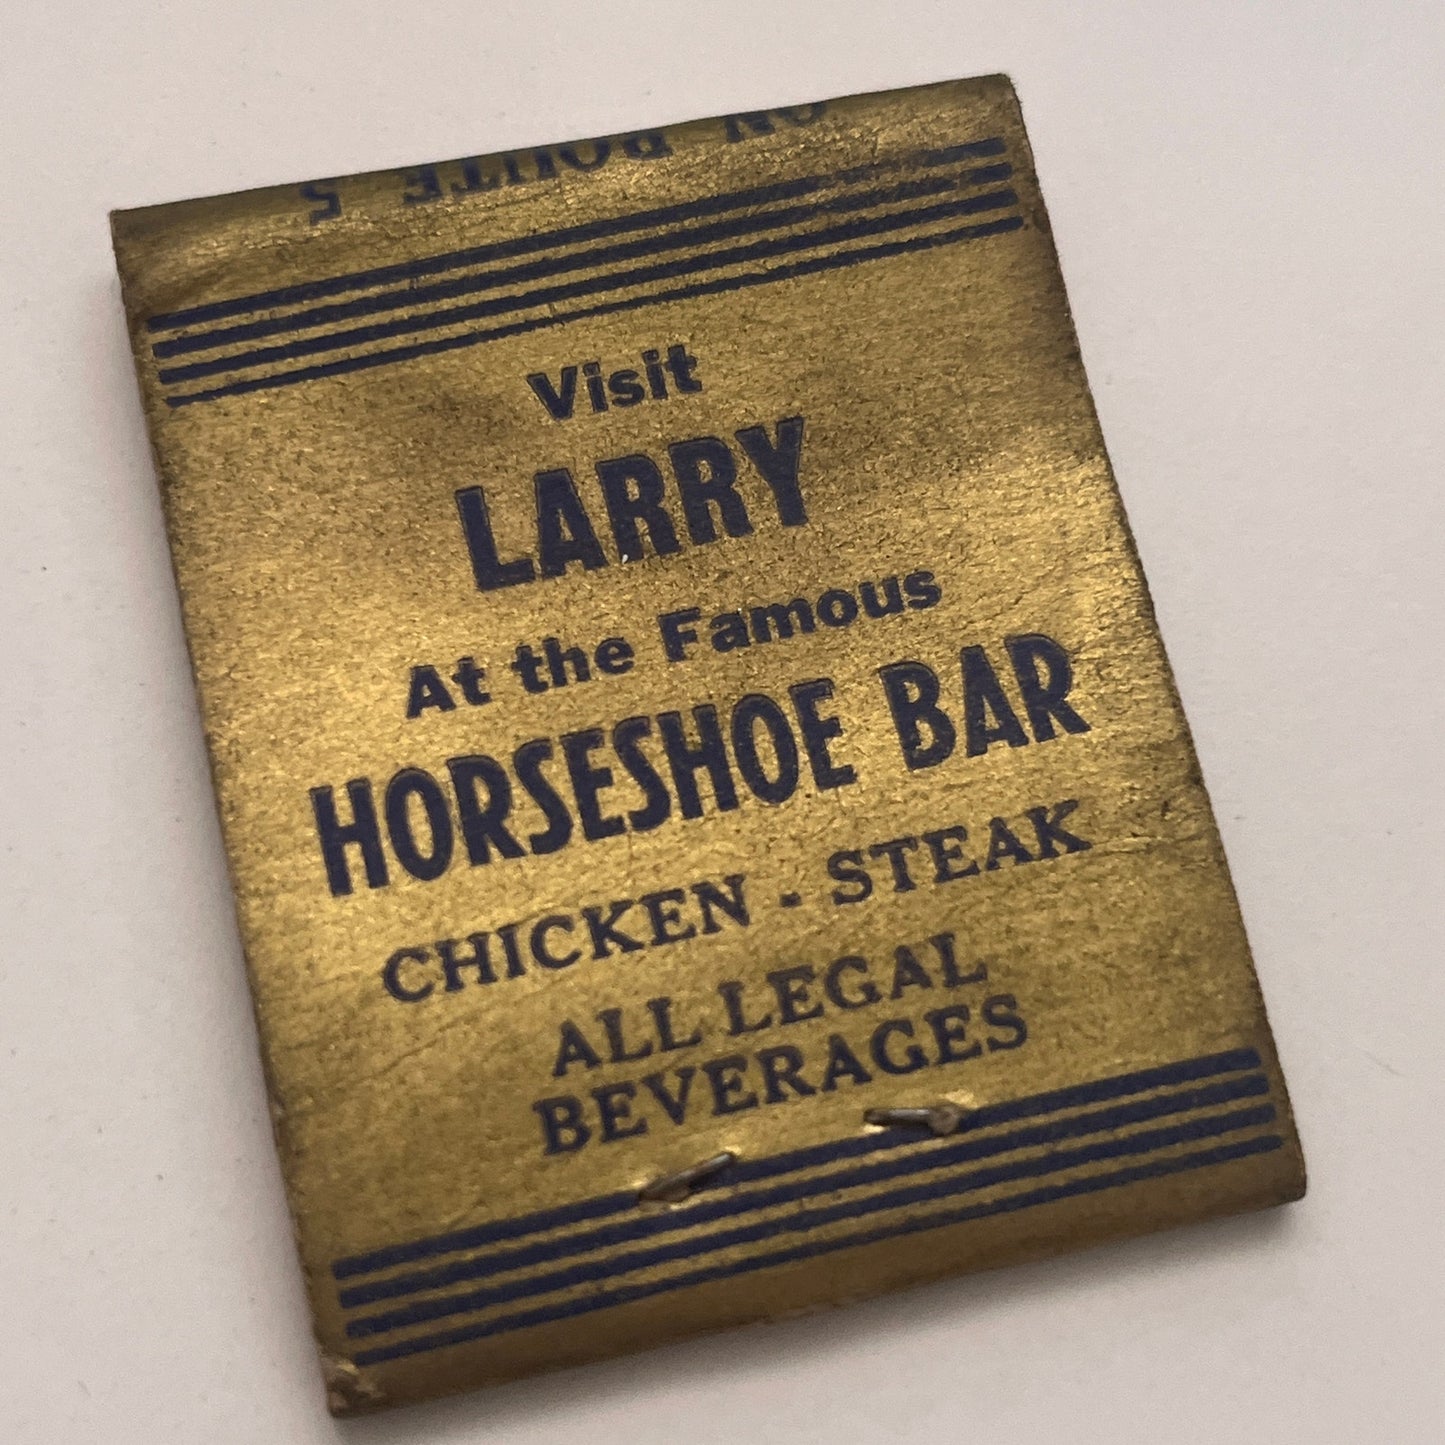 ON ROUTE 5
Visit
LARRY
At the Famous
HORSESHOE BAR
CHICKEN - STEAK
ALL LEGAL
BEVERAGES